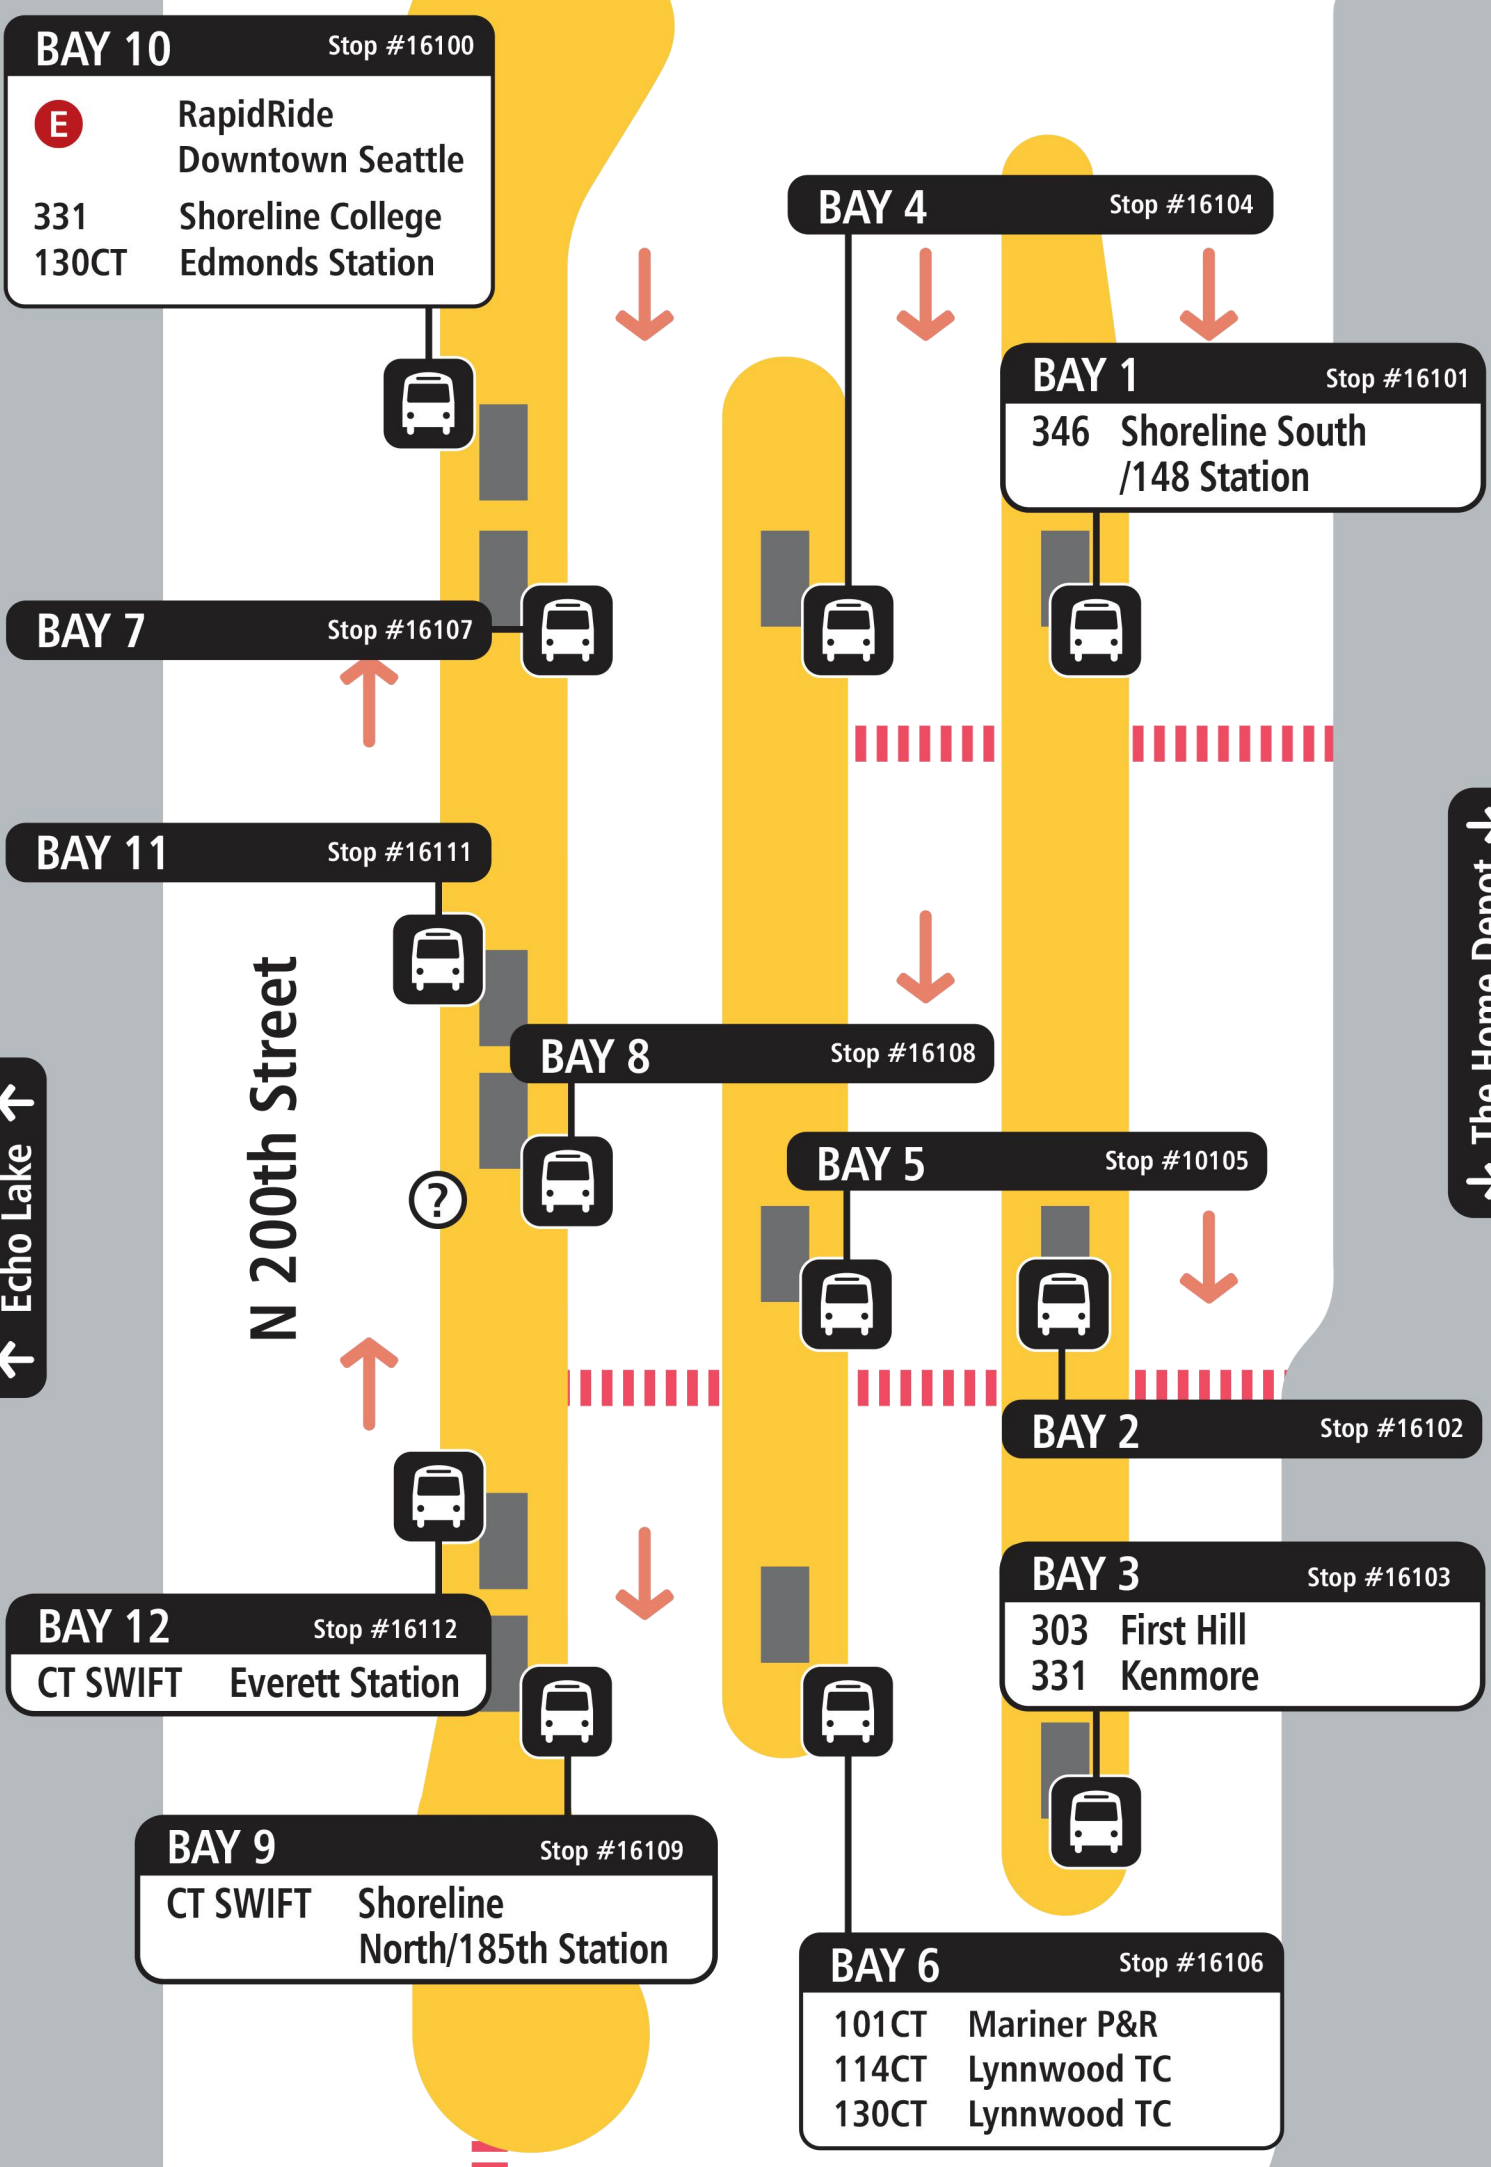 BAY 10 Stop #16100
E RapidRide
Downtown Seattle
331 Shoreline College
130CT Edmonds Station
BAY 4 Stop #16104
BAY 1 Stop #16101
346 Shoreline South
/148 Station
BAY 7 Stop #16107
BAY 11 Stop #16111
N 200th Street
Echo Lake
The Home Depot
BAY 8 Stop #16108
?
BAY 5 Stop #10105
BAY 2 Stop #16102
BAY 12 Stop #16112
CT SWIFT Everett Station
BAY 3 Stop #16103
303 First Hill
331 Kenmore
BAY 9 Stop #16109
CT SWIFT Shoreline
North/185th Station
BAY 6 Stop #16106
101CT Mariner P&R
114CT Lynnwood TC
130CT Lynnwood TC